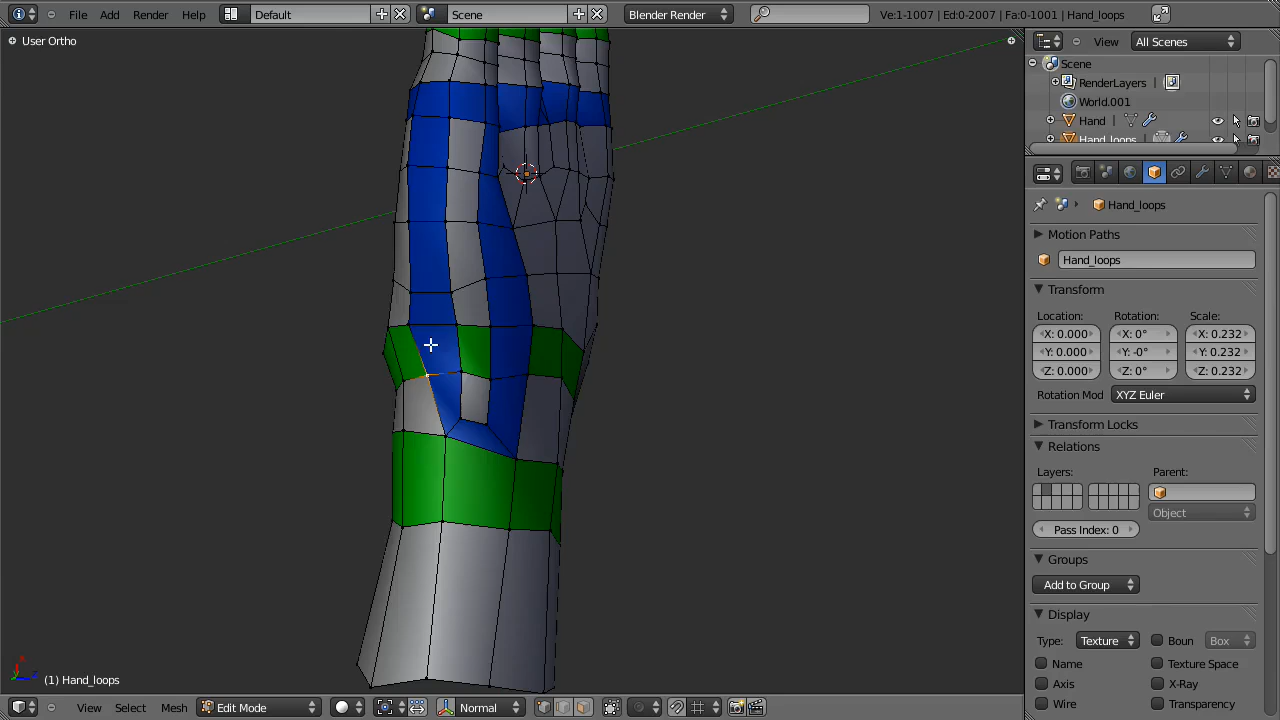 File Add Render Help Default Scene Blender Render Ve:1-1007 | Ed:0-2007 | Fa:0-1001 | Hand_loops
User Ortho
View All Scenes
Scene
RenderLayers |
World.001
Hand |
Hand_loops
Hand_loops
Motion Paths
Hand_loops
Transform
Location: Rotation: Scale:
X: 0.000 X: 0° X: 0.232
Y: 0.000 Y: -0° Y: 0.232
Z: 0.000 Z: 0° Z: 0.232
Rotation Mod XYZ Euler
Transform Locks
Relations
Layers: Parent:
Object
Pass Index: 0
Groups
Add to Group
Display
Type: Texture Boun Box
Name Texture Space
Axis X-Ray
Wire Transparency
(1) Hand_loops
View Select Mesh Edit Mode Normal